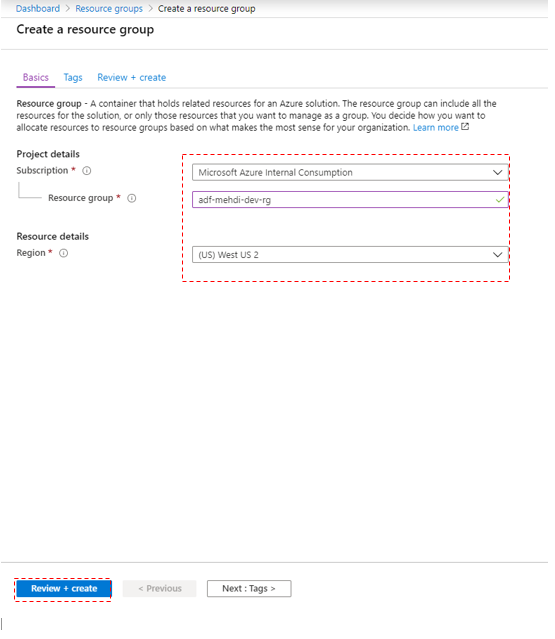 Dashboard > Resource groups > Create a resource group
Create a resource group
Basics Tags Review + create
Resource group - A container that holds related resources for an Azure solution. The resource group can include all the
resources for the solution, or only those resources that you want to manage as a group. You decide how you want to
allocate resources to resource groups based on what makes the most sense for your organization. Learn more
Project details
Subscription * Microsoft Azure Internal Consumption
Resource group * adf-mehdi-dev-rg
Resource details
Region * (US) West US 2
Review + create < Previous Next : Tags >